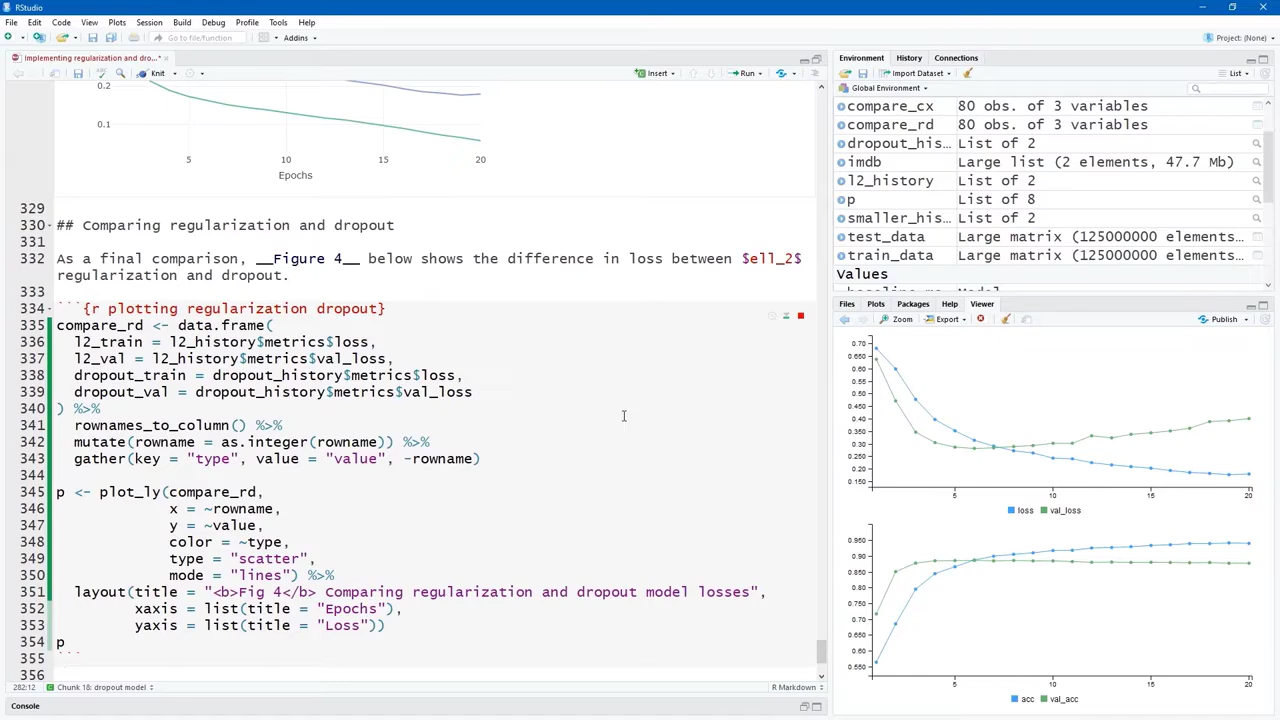 RStudio
File Edit Code View Plots Session Build Debug Profile Tools Help
Go to file/function Addins Project: (None)
Implementing regularization and dro...*
Knit Insert Run
0.2
0.1
5 10 15 20
Epochs
329
330 ## Comparing regularization and dropout
331
332 As a final comparison, __Figure 4__ below shows the difference in loss between $ell_2$
regularization and dropout.
333
334 ```{r plotting regularization dropout}
335 compare_rd <- data.frame(
336 l2_train = l2_history$metrics$loss,
337 l2_val = l2_history$metrics$val_loss,
338 dropout_train = dropout_history$metrics$loss,
339 dropout_val = dropout_history$metrics$val_loss
340 ) %>%
341 rownames_to_column() %>%
342 mutate(rowname = as.integer(rowname)) %>%
343 gather(key = "type", value = "value", -rowname)
344
345 p <- plot_ly(compare_rd,
346 x = ~rowname,
347 y = ~value,
348 color = ~type,
349 type = "scatter",
350 mode = "lines") %>%
351 layout(title = "<b>Fig 4</b> Comparing regularization and dropout model losses",
352 xaxis = list(title = "Epochs"),
353 yaxis = list(title = "Loss"))
354 p
355 ```
356
282:12 Chunk 18: dropout model R Markdown
Console
Environment History Connections
Import Dataset List
Global Environment
compare_cx 80 obs. of 3 variables
compare_rd 80 obs. of 3 variables
dropout_his... List of 2
imdb Large list (2 elements, 47.7 Mb)
l2_history List of 2
p List of 8
smaller_his... List of 2
test_data Large matrix (125000000 elements...
train_data Large matrix (125000000 elements...
Values
Files Plots Packages Help Viewer
Zoom Export Publish
0.70
0.650
0.60
0.55
0.50
0.450
0.40
0.350
0.30
0.250
0.20
0.150
5 10 15 20
loss val_loss
0.950
0.90
0.850
0.80
0.750
0.70
0.650
0.60
0.550
5 10 15 20
acc val_acc